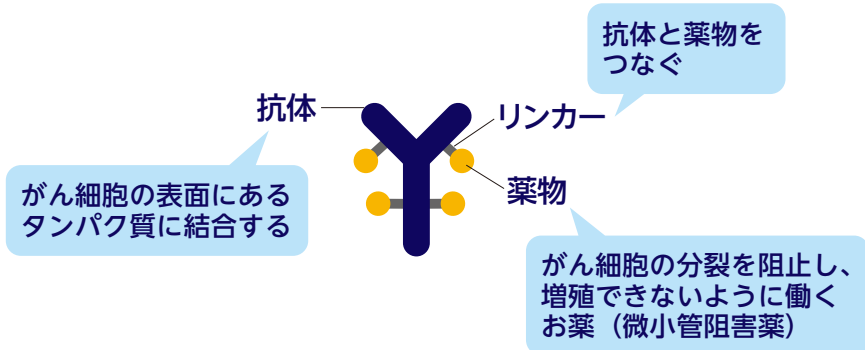 抗体と薬物を
つなぐ
抗体
リンカー
がん細胞の表面にある
タンパク質に結合する
薬物
がん細胞の分裂を阻止し、
増殖できないように働く
お薬（微小管阻害薬）